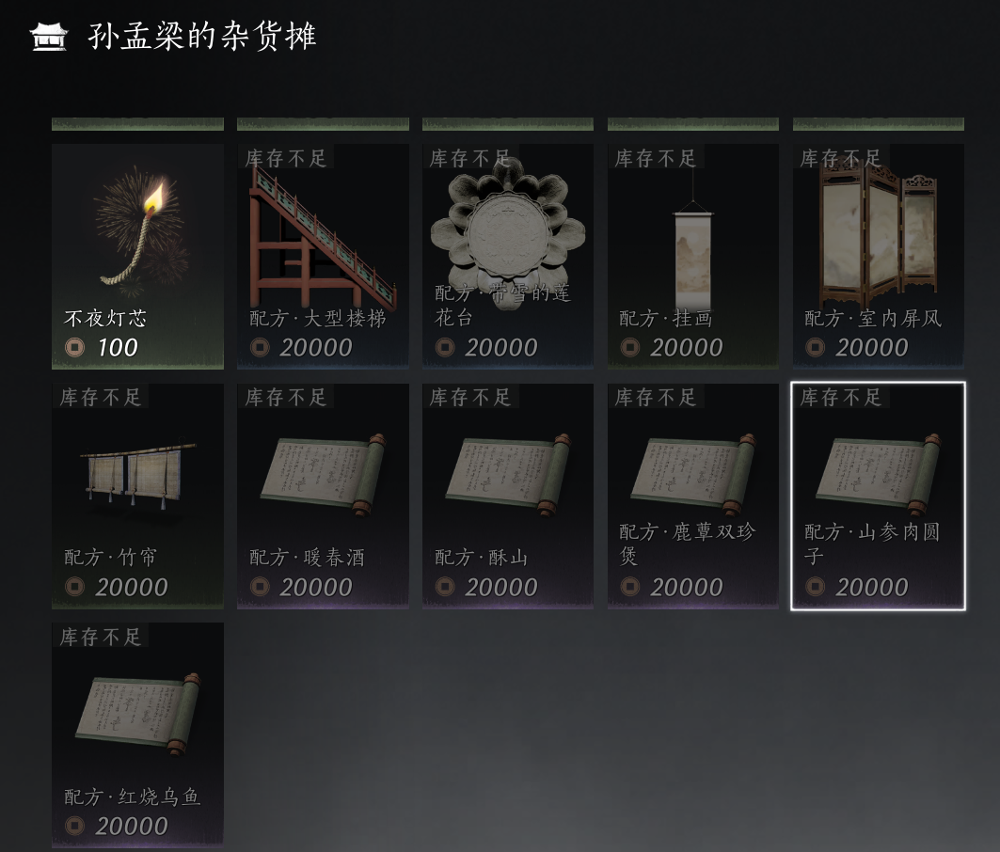 孙孟梁的杂货摊
不夜灯芯
100
库存不足
配方·大型楼梯
20000
库存不足
配方·带雪的莲
花台
20000
库存不足
配方·挂画
20000
库存不足
配方·室内屏风
20000
库存不足
配方·竹帘
20000
库存不足
配方·暖春酒
20000
库存不足
配方·酥山
20000
库存不足
配方·鹿蕈双珍
煲
20000
库存不足
配方·山参肉圆
子
20000
库存不足
配方·红烧乌鱼
20000